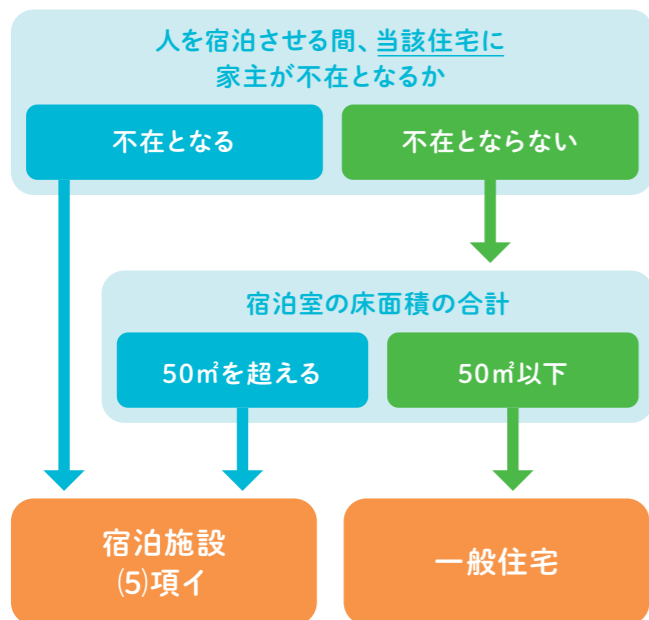 人を宿泊させる間、当該住宅に
家主が不在となるか
不在となる
不在とならない
宿泊室の床面積の合計
50㎡を超える
50㎡以下
宿泊施設
⑸項イ
一般住宅